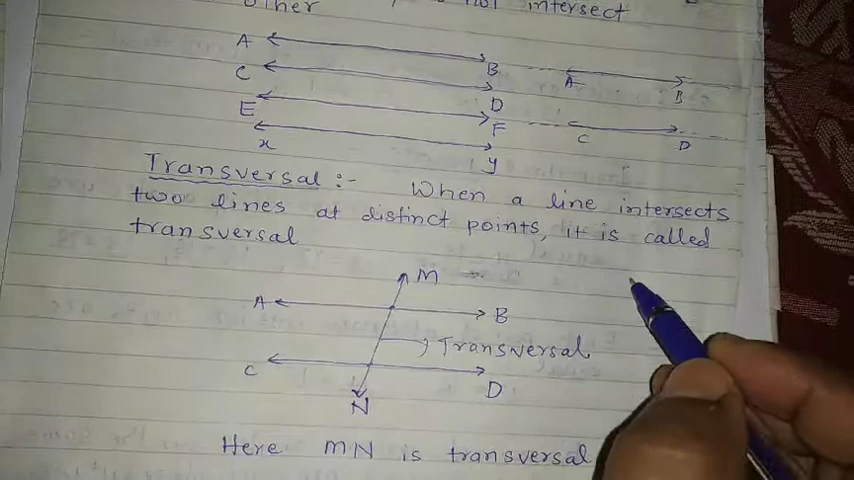 other intersect
A B A B
C D
E F C D
x y
Transversal :- When a line intersects
two lines at distinct points, it is called
transversal
M
A B
Transversal
C D
N
Here MN is transversal